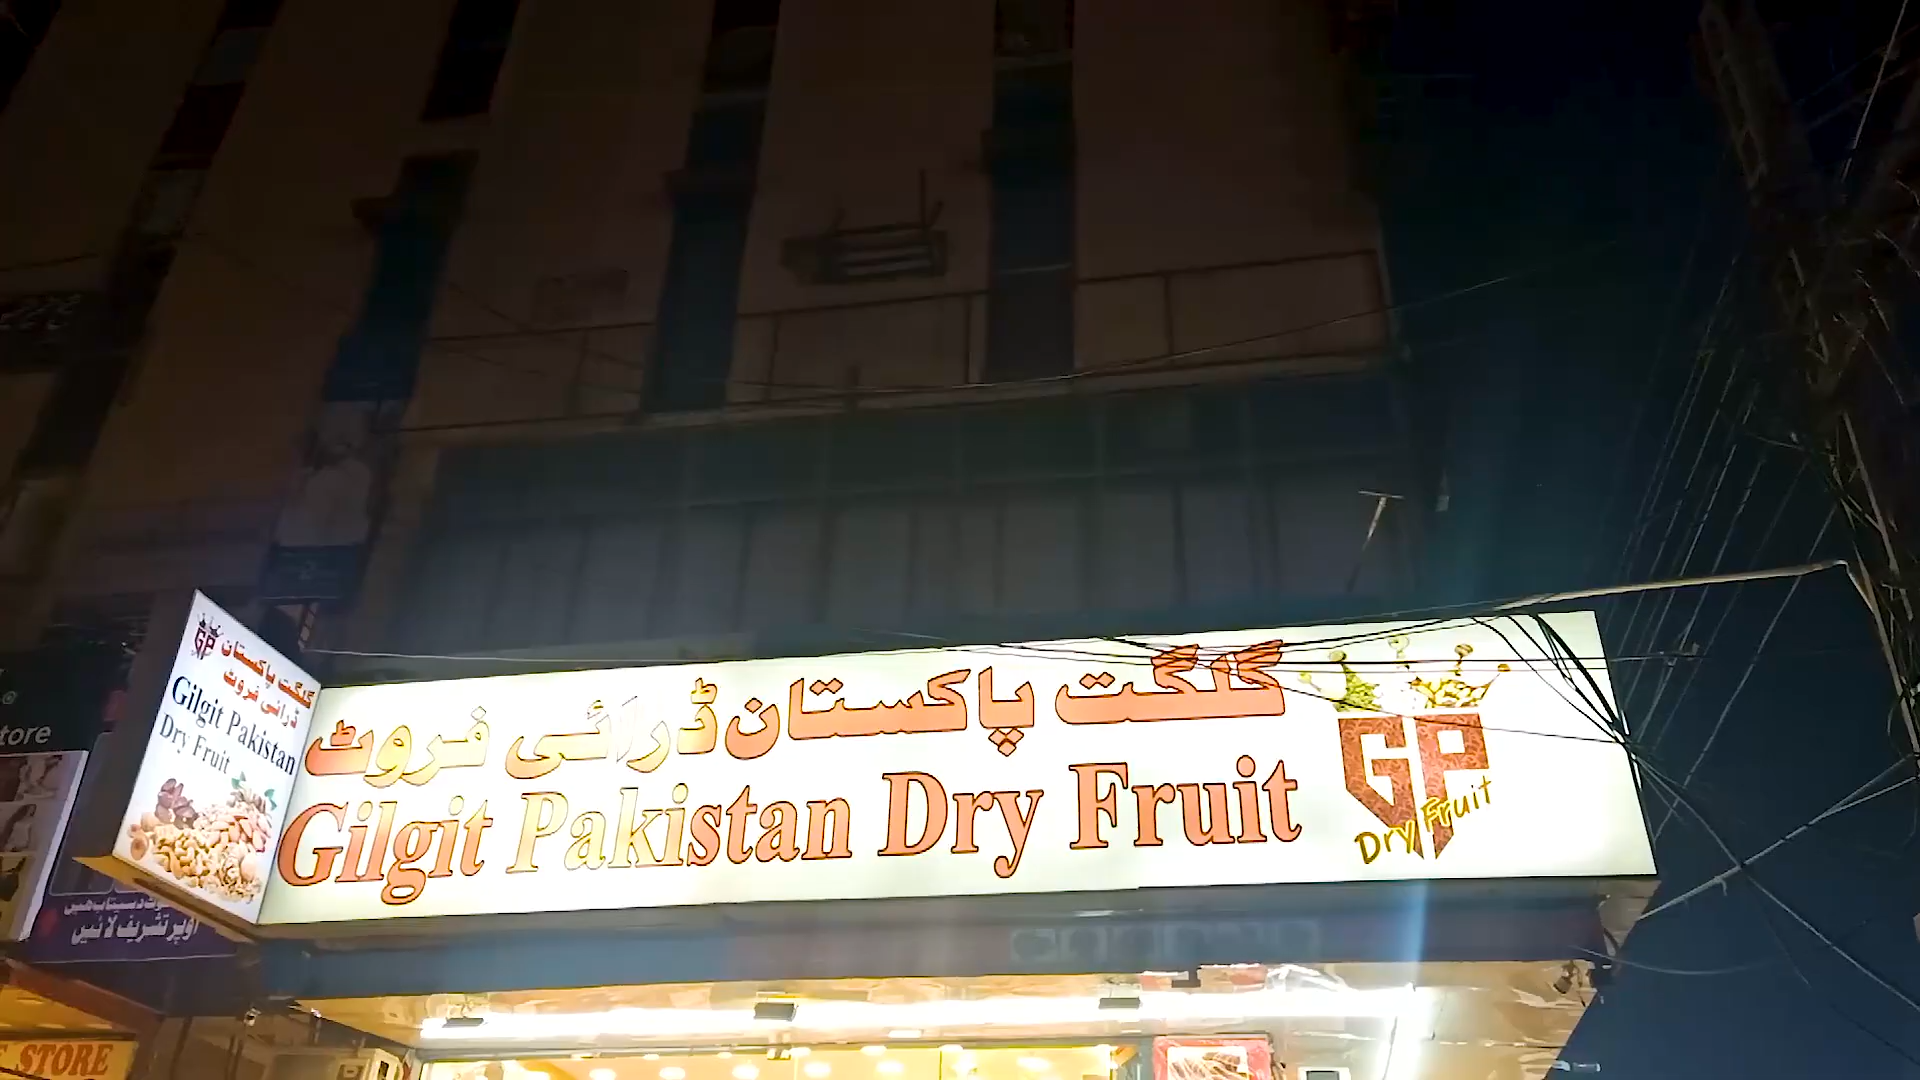 گلگت پاکستان ڈرائی فروٹ
Gilgit Pakistan Dry Fruit
GP
Dry Fruit
GP
گلگت پاکستان
ڈرائی فروٹ
Gilgit Pakistan
Dry Fruit
tore
اوپر تشریف لائیں
STORE